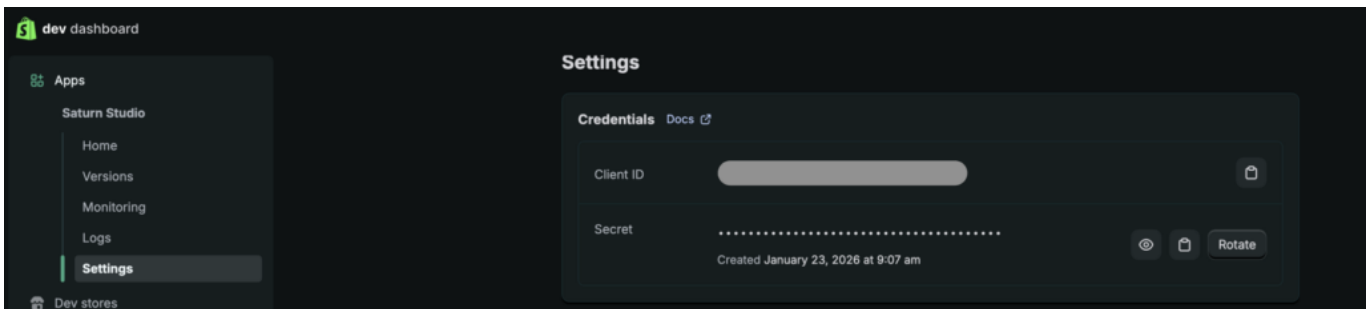 dev dashboard
Apps
Saturn Studio
Home
Versions
Monitoring
Logs
Settings
Dev stores
Settings
Credentials Docs
Client ID
Secret
•••••••••••••••••••••••••••••••••••••••
Created January 23, 2026 at 9:07 am
Rotate